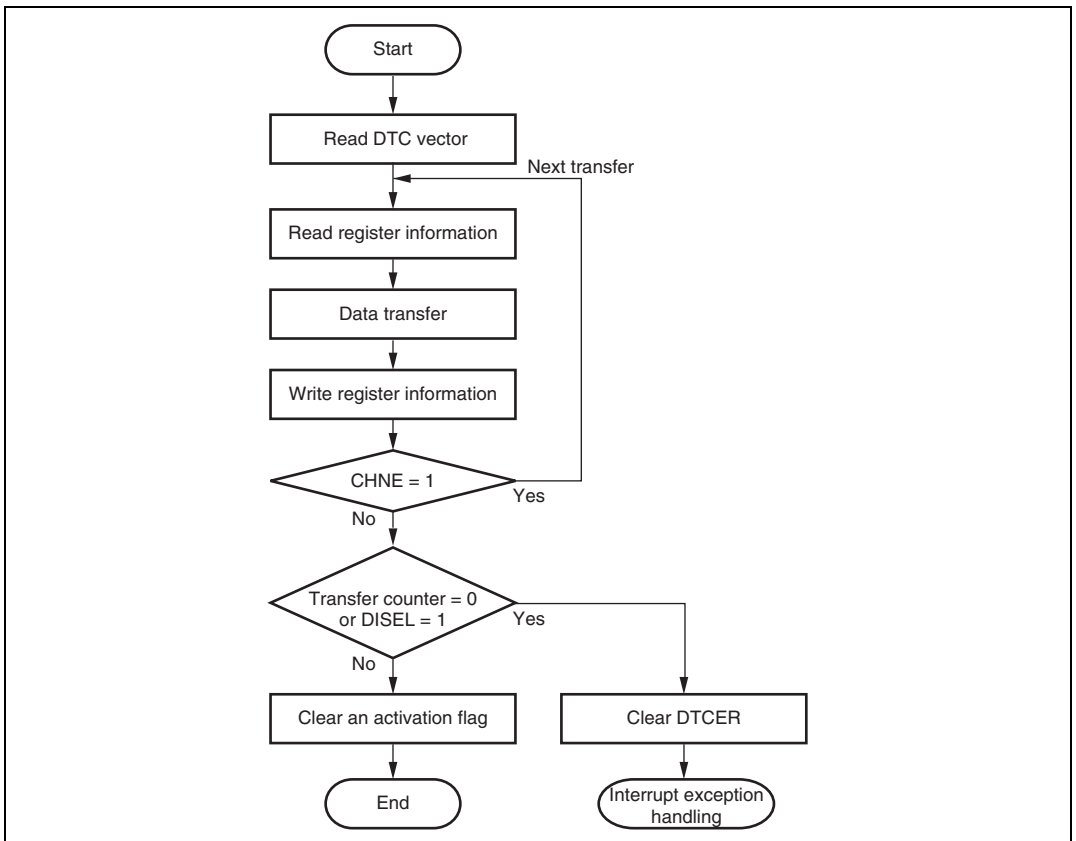 Start
Read DTC vector
Next transfer
Read register information
Data transfer
Write register information
CHNE = 1
Yes
No
Transfer counter = 0
or DISEL = 1
Yes
No
Clear an activation flag
Clear DTCER
End
Interrupt exception
handling